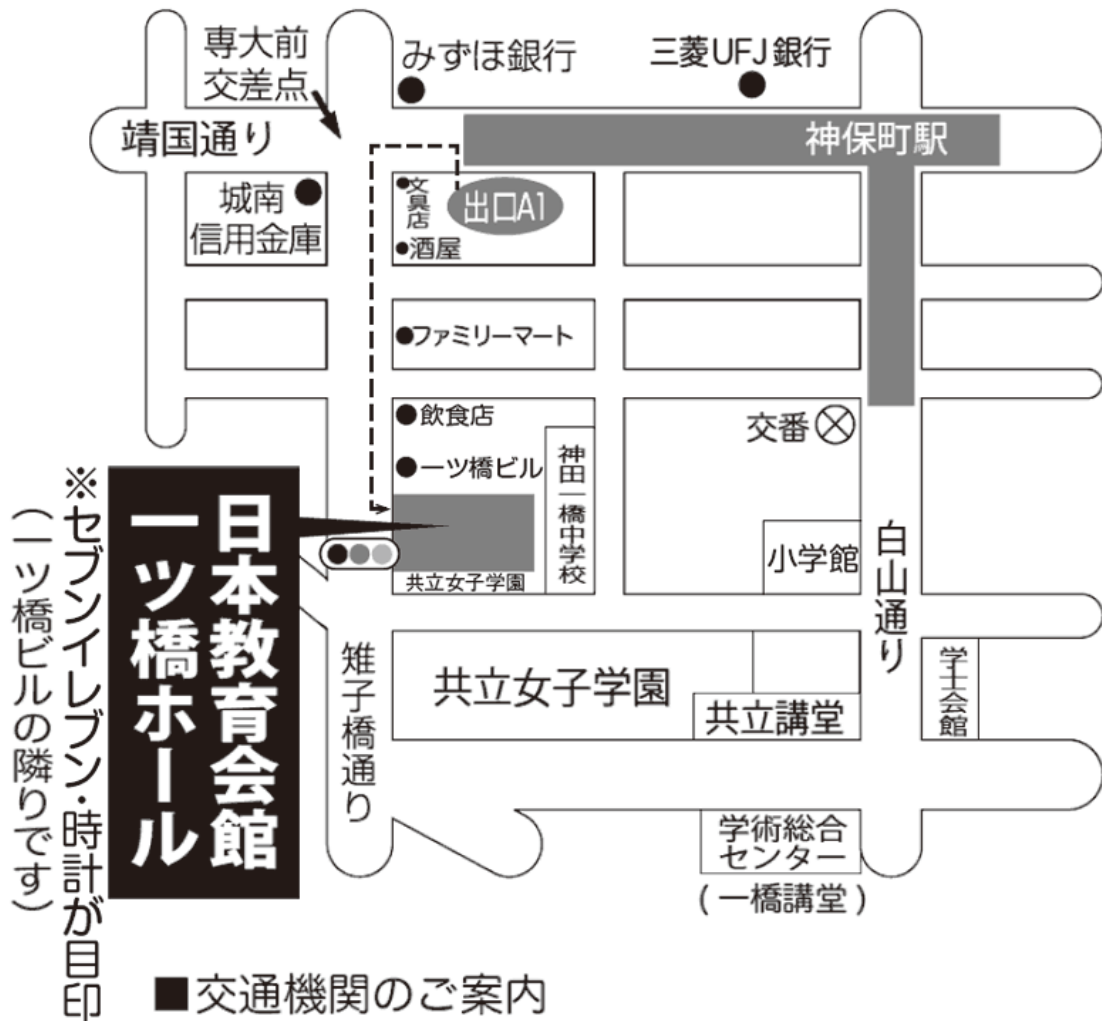 専大前
交差点
みずほ銀行
三菱UFJ銀行
靖国通り
神保町駅
城南
信用金庫
文具店
出口A1
酒屋
ファミリーマート
飲食店
交番
一ツ橋ビル
神田一橋中学校
日本教育会館
一ツ橋ホール
※セブンイレブン・時計が目印
(一ツ橋ビルの隣りです)
共立女子学園
小学館
白山通り
雉子橋通り
共立女子学園
共立講堂
学士会館
学術総合
センター
(一橋講堂)
■交通機関のご案内